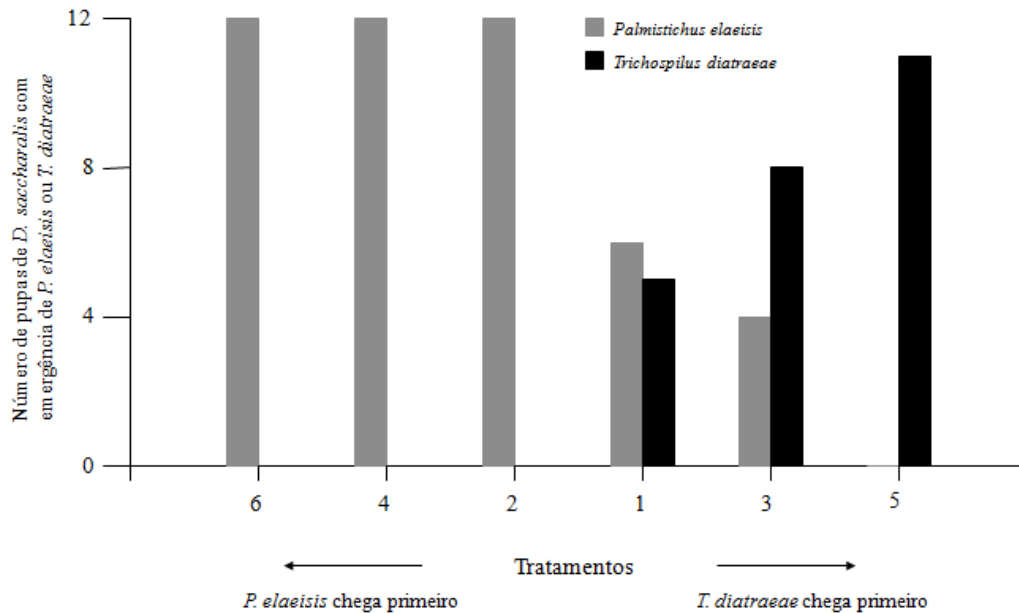 Número de pupas de D. saccharalis com
emergência de P. elaeisis ou T. diatraeae
12
8
4
0
Palmistichus elaeisis
Trichospilus diatraeae
6 4 2 1 3 5
Tratamentos
P. elaeisis chega primeiro T. diatraeae chega primeiro